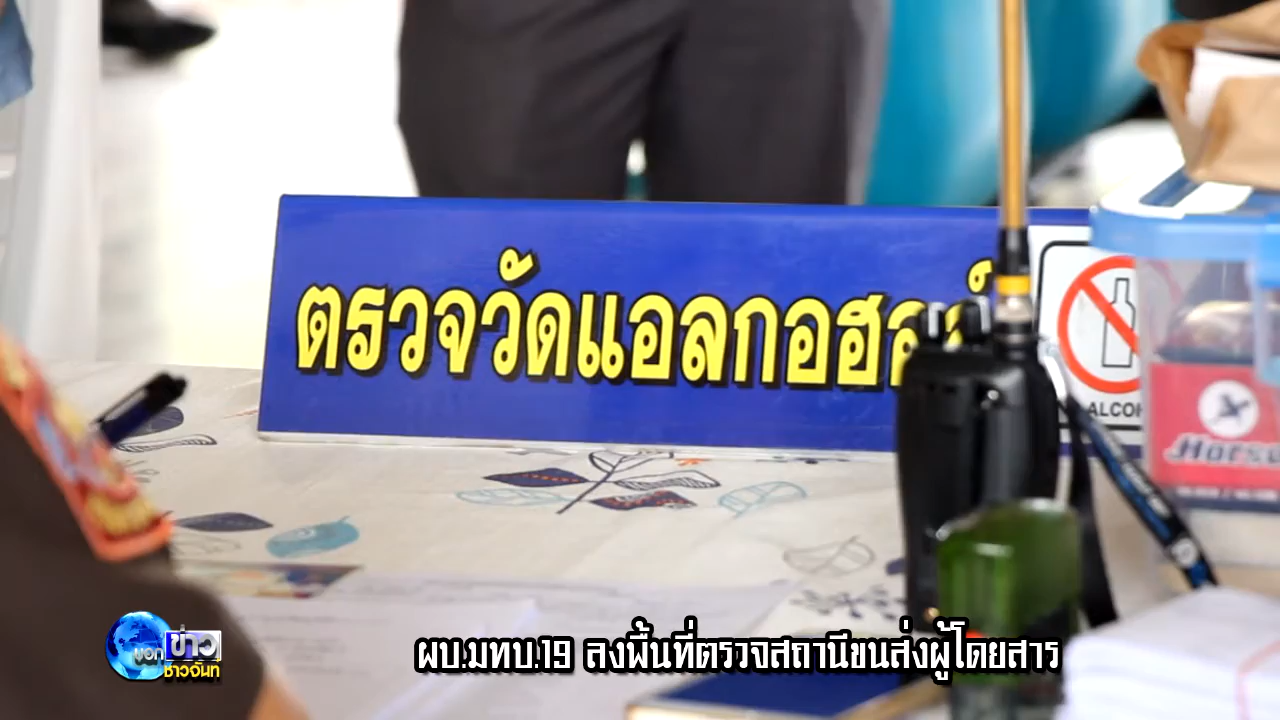 ตรวจวัดแอลกอฮอล์
ALCOH
Horse
บอก
ข่าว
ชาวจันท์
ผบ.มทบ.19 ลงพื้นที่ตรวจสถานีขนส่งผู้โดยสาร